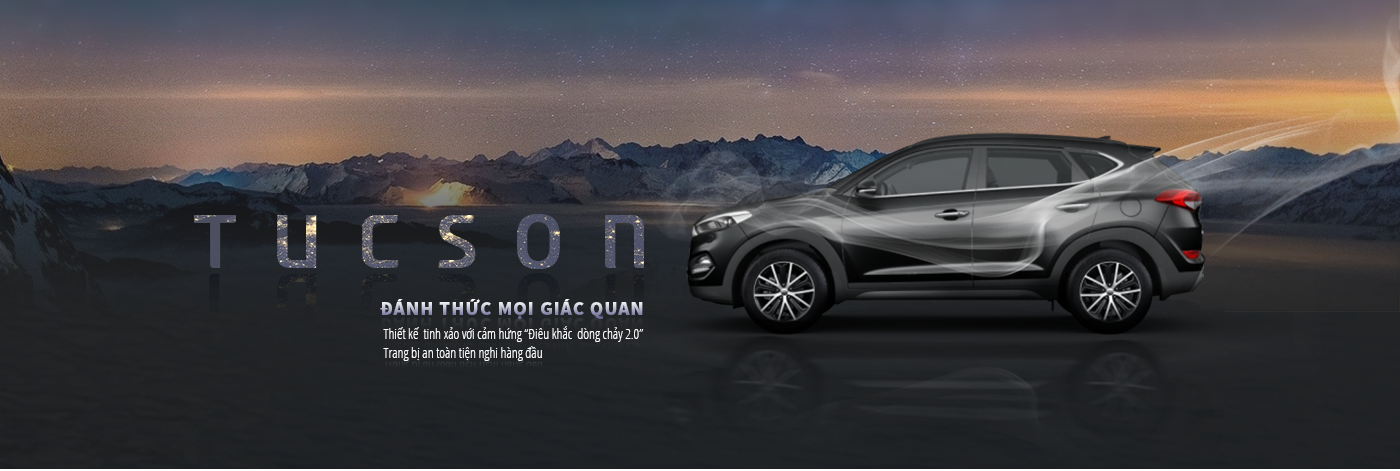 TUCSON
ĐÁNH THỨC MỌI GIÁC QUAN
Thiết kế tinh xảo với cảm hứng “Điêu khắc dòng chảy 2.0”
Trang bị an toàn tiện nghi hàng đầu